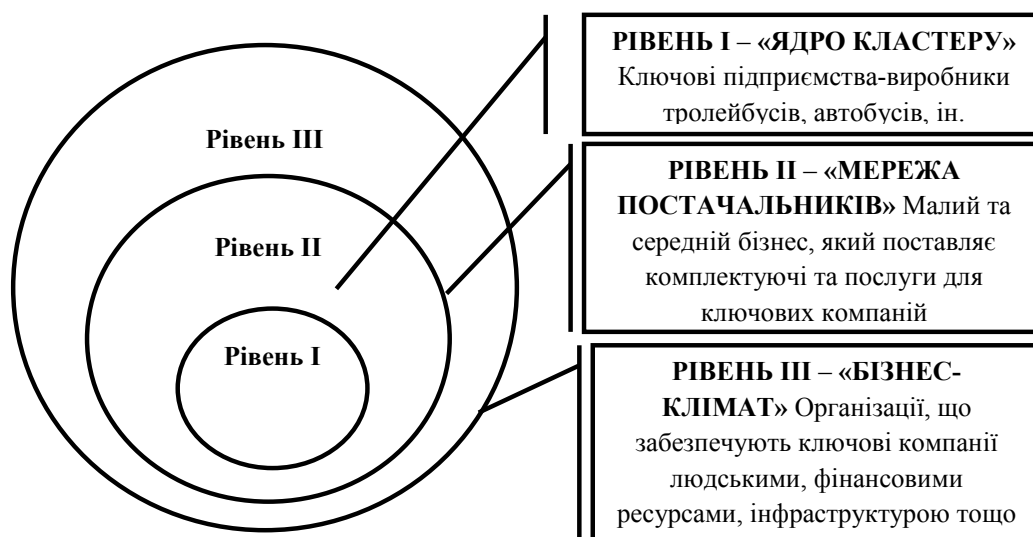 Рівень III
Рівень II
Рівень I
РІВЕНЬ I – «ЯДРО КЛАСТЕРУ»
Ключові підприємства-виробники
тролейбусів, автобусів, ін.
РІВЕНЬ II – «МЕРЕЖА
ПОСТАЧАЛЬНИКІВ» Малий та
середній бізнес, який поставляє
комплектуючі та послуги для
ключових компаній
РІВЕНЬ III – «БІЗНЕС-
КЛІМАТ» Організації, що
забезпечують ключові компанії
людськими, фінансовими
ресурсами, інфраструктурою тощо